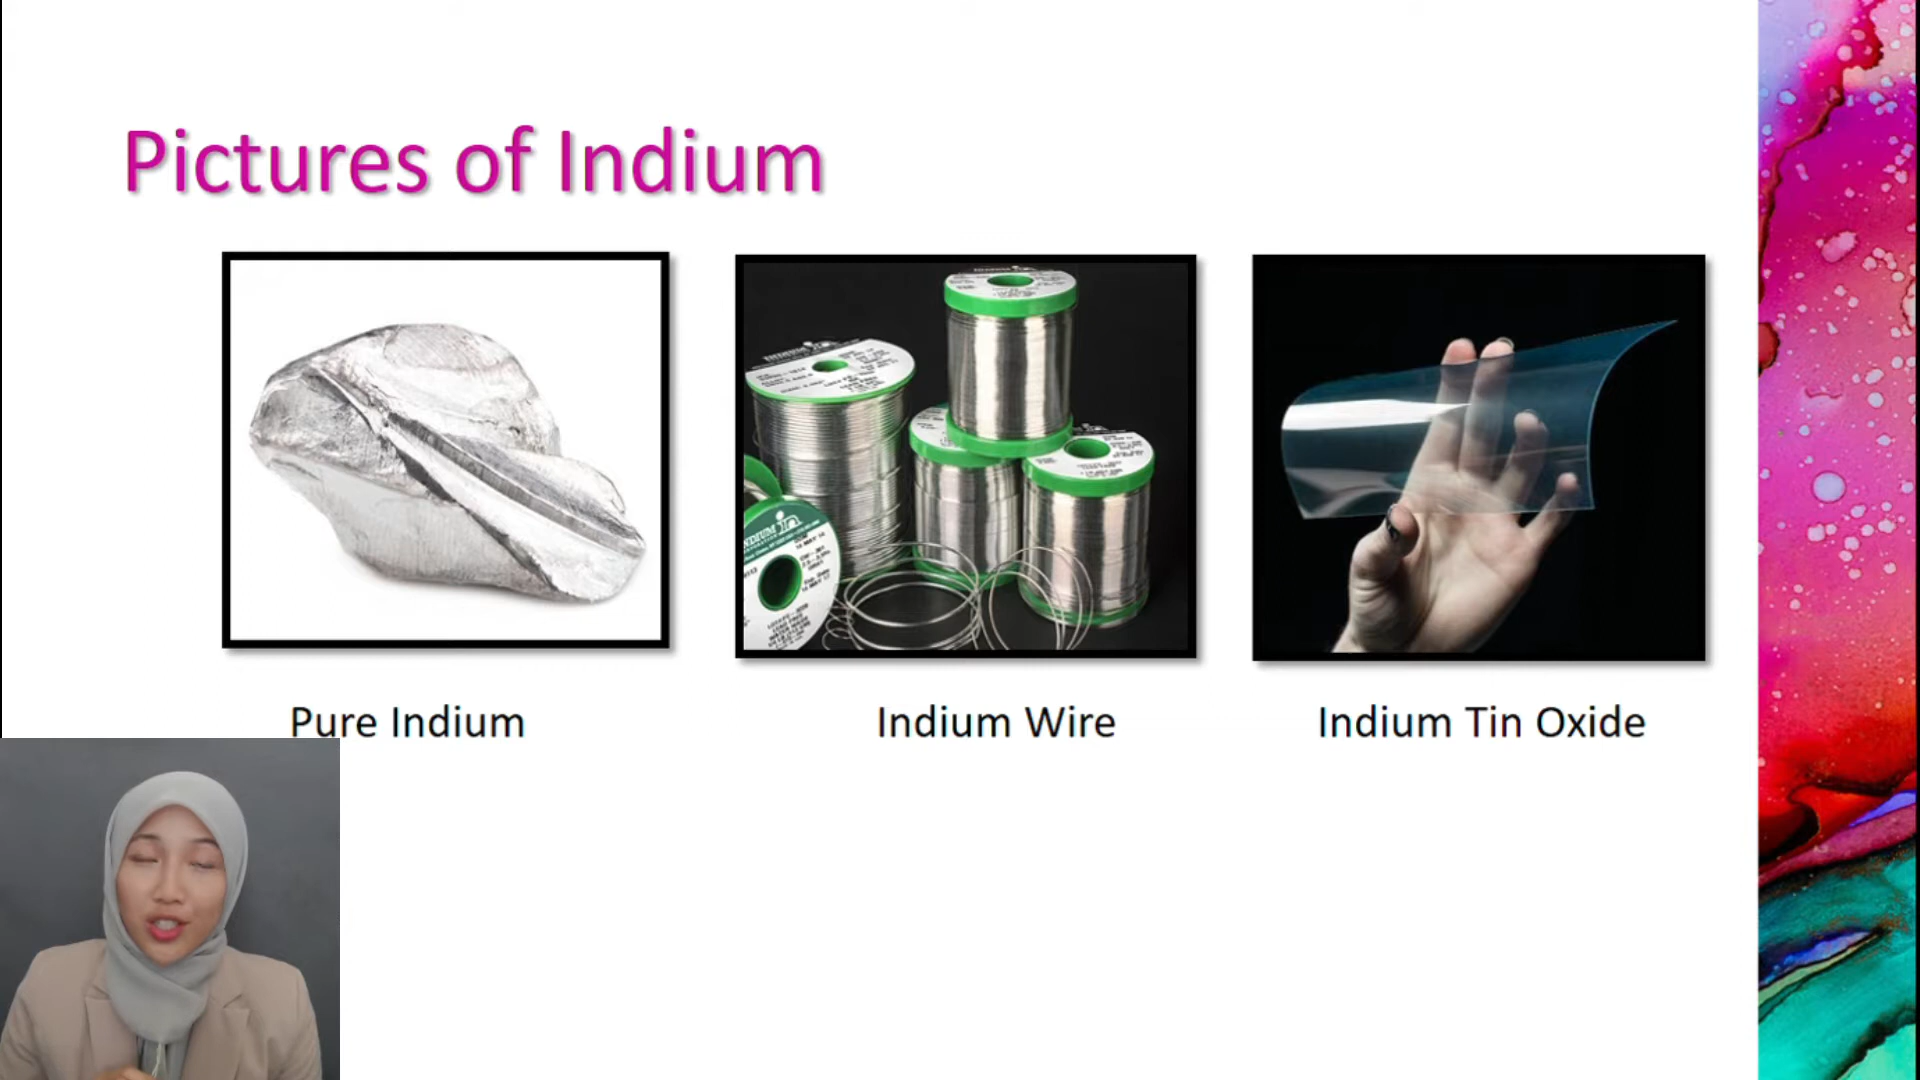 Pictures of Indium
Pure Indium
Indium Wire
Indium Tin Oxide